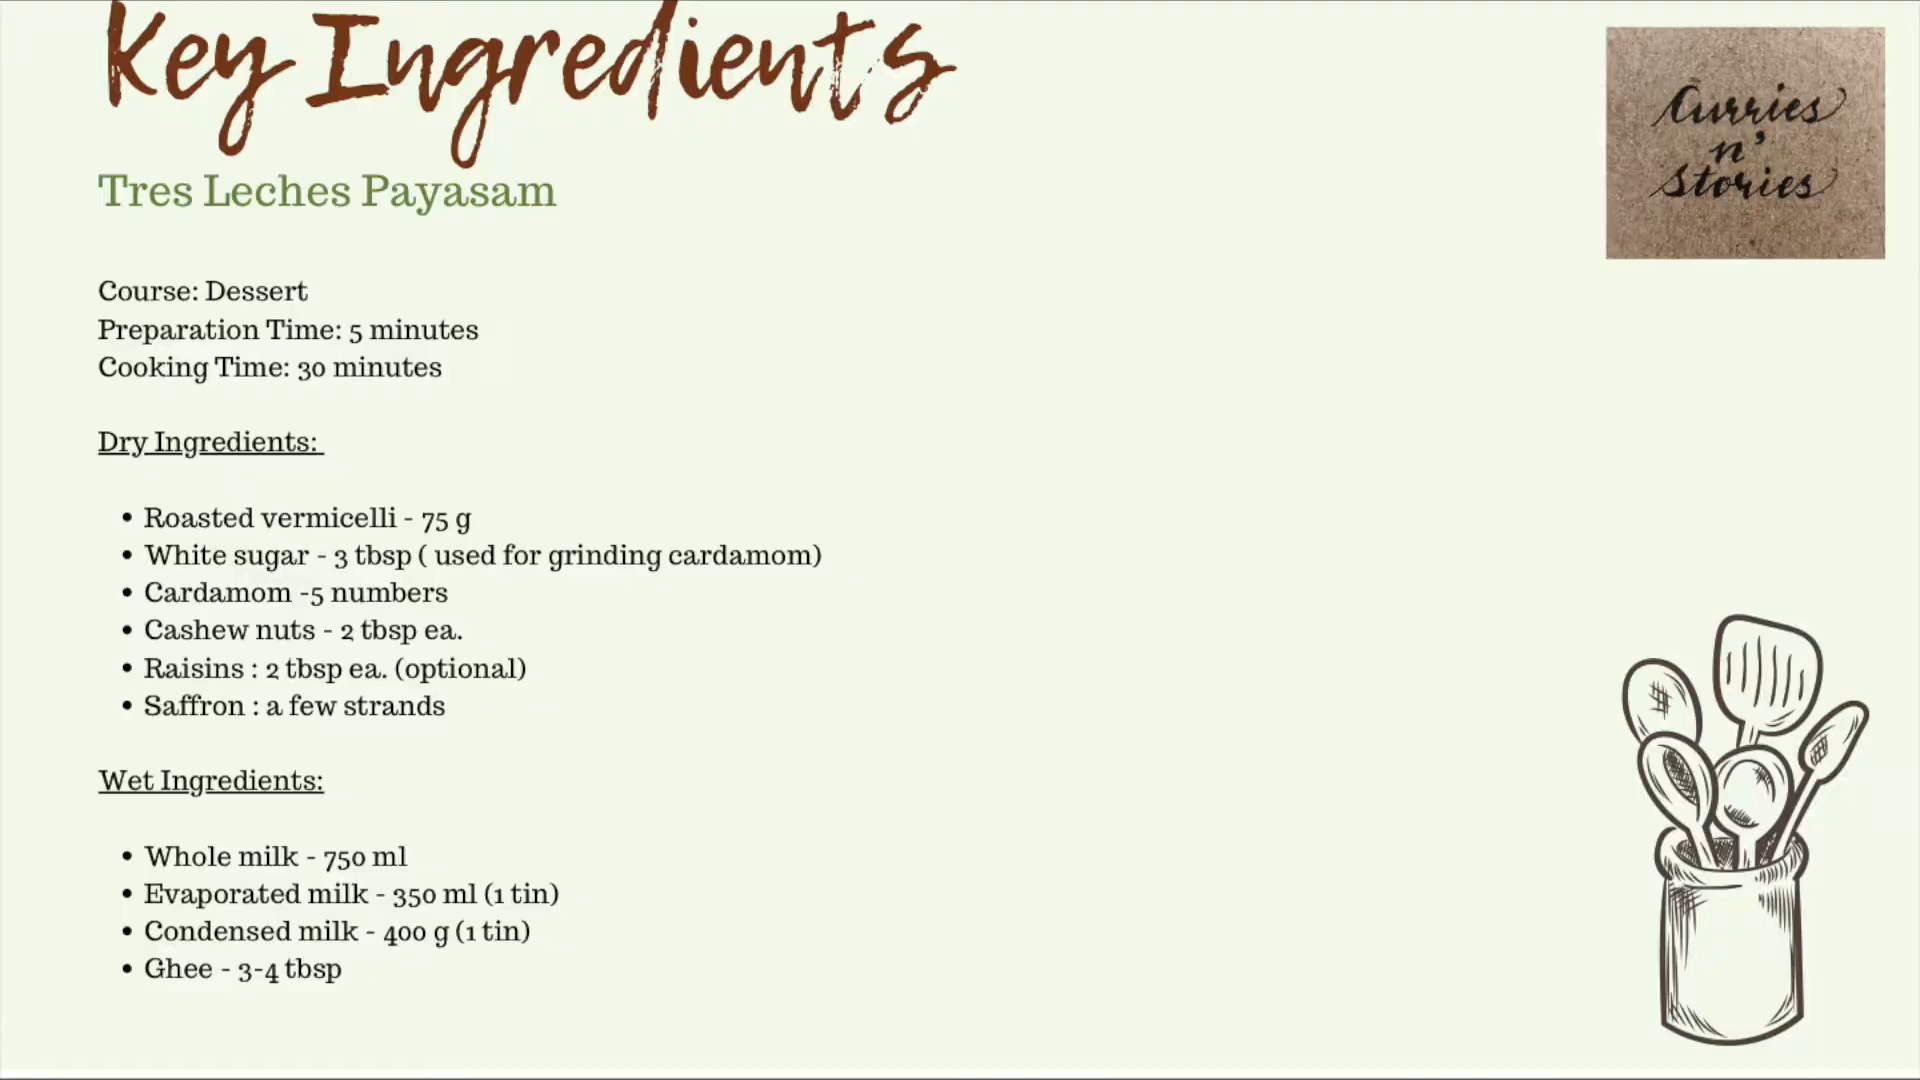 Key Ingredients
Curries
n'
Stories
Tres Leches Payasam
Course: Dessert
Preparation Time: 5 minutes
Cooking Time: 30 minutes
Dry Ingredients:
• Roasted vermicelli - 75 g
• White sugar - 3 tbsp ( used for grinding cardamom)
• Cardamom -5 numbers
• Cashew nuts - 2 tbsp ea.
• Raisins : 2 tbsp ea. (optional)
• Saffron : a few strands
Wet Ingredients:
• Whole milk - 750 ml
• Evaporated milk - 350 ml (1 tin)
• Condensed milk - 400 g (1 tin)
• Ghee - 3-4 tbsp